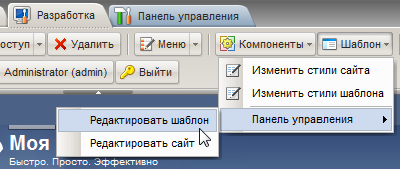 Разработка Панель управления
оступ Удалить Меню Компоненты Шаблон
Administrator (admin) Выйти
Изменить стили сайта
Изменить стили шаблона
Редактировать шаблон Панель управления
Моя Редактировать сайт
Быстро. Просто. Эффективно